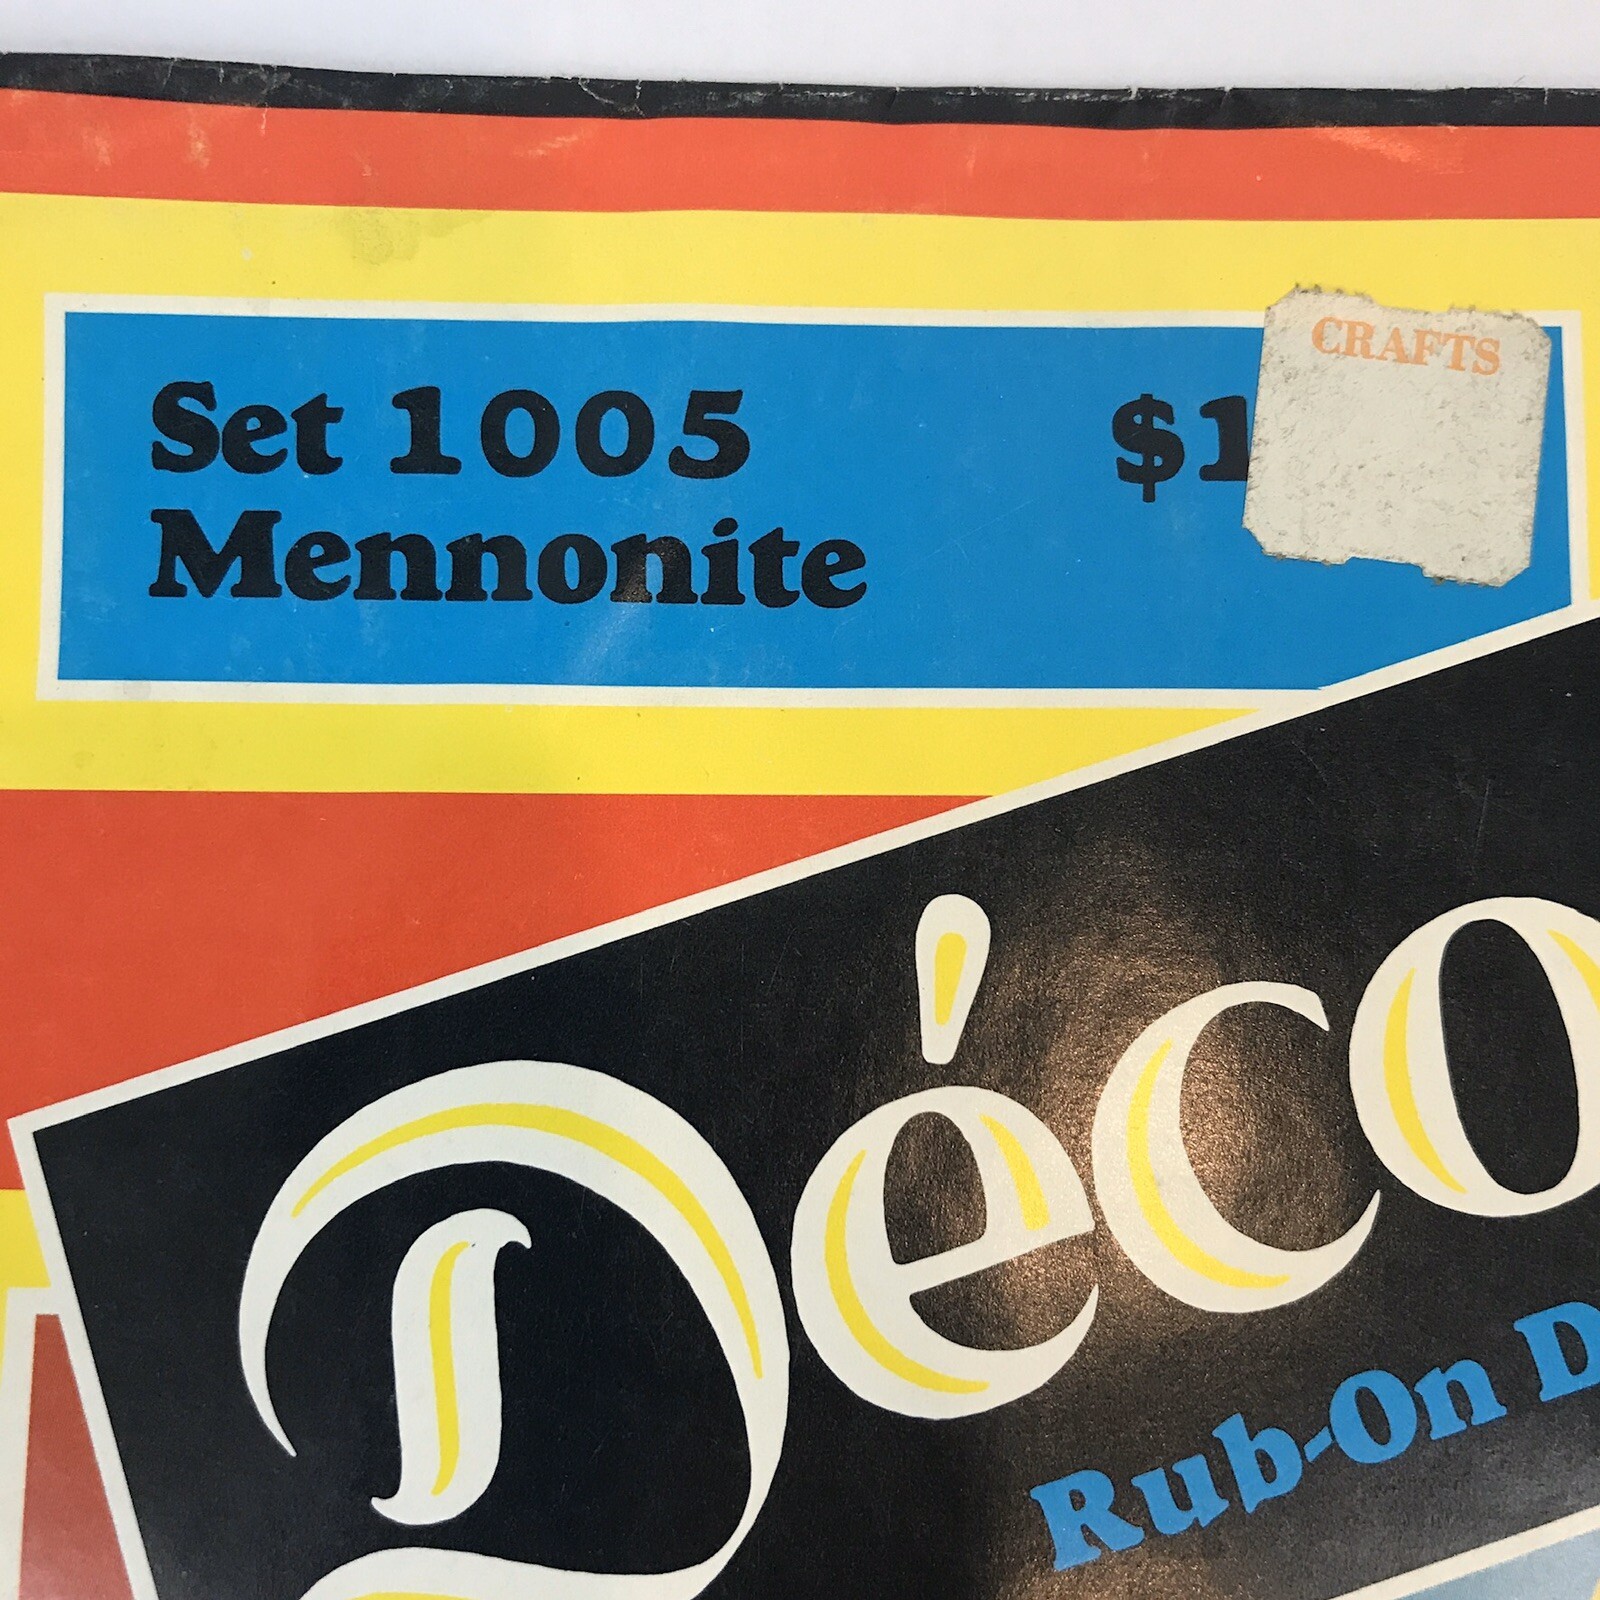 Set 1005
$1
CRAFTS
Mennonite
Déco
Rub-On